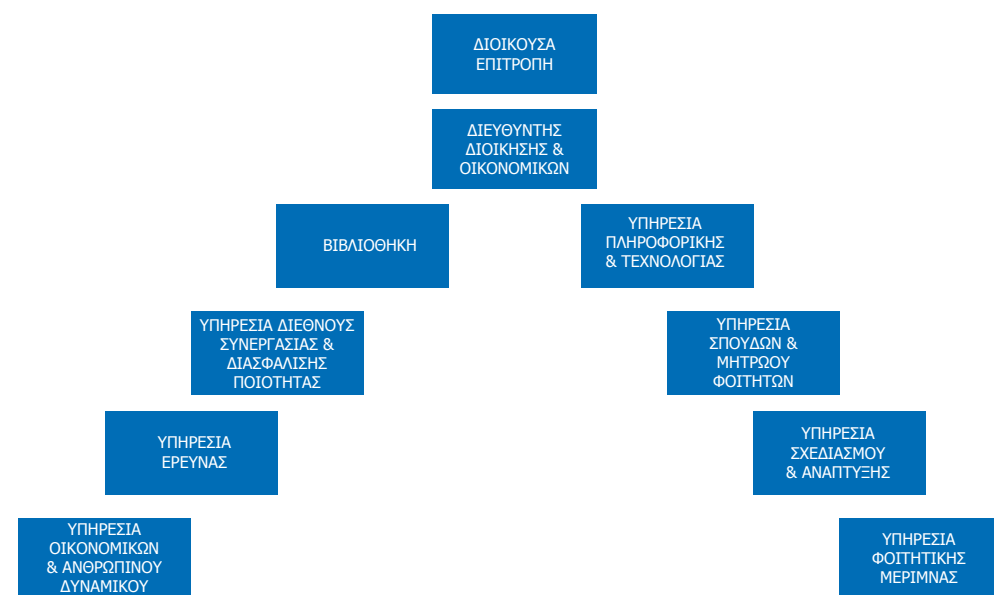 ΔΙΟΙΚΟΥΣΑ
ΕΠΙΤΡΟΠΗ
ΔΙΕΥΘΥΝΤΗΣ
ΔΙΟΙΚΗΣΗΣ &
ΟΙΚΟΝΟΜΙΚΩΝ
ΒΙΒΛΙΟΘΗΚΗ
ΥΠΗΡΕΣΙΑ
ΠΛΗΡΟΦΟΡΙΚΗΣ
& ΤΕΧΝΟΛΟΓΙΑΣ
ΥΠΗΡΕΣΙΑ ΔΙΕΘΝΟΥΣ
ΣΥΝΕΡΓΑΣΙΑΣ &
ΔΙΑΣΦΑΛΙΣΗΣ
ΠΟΙΟΤΗΤΑΣ
ΥΠΗΡΕΣΙΑ
ΣΠΟΥΔΩΝ &
ΜΗΤΡΩΟΥ
ΦΟΙΤΗΤΩΝ
ΥΠΗΡΕΣΙΑ
ΕΡΕΥΝΑΣ
ΥΠΗΡΕΣΙΑ
ΣΧΕΔΙΑΣΜΟΥ
& ΑΝΑΠΤΥΞΗΣ
ΥΠΗΡΕΣΙΑ
ΟΙΚΟΝΟΜΙΚΩΝ
& ΑΝΘΡΩΠΙΝΟΥ
ΔΥΝΑΜΙΚΟΥ
ΥΠΗΡΕΣΙΑ
ΦΟΙΤΗΤΙΚΗΣ
ΜΕΡΙΜΝΑΣ